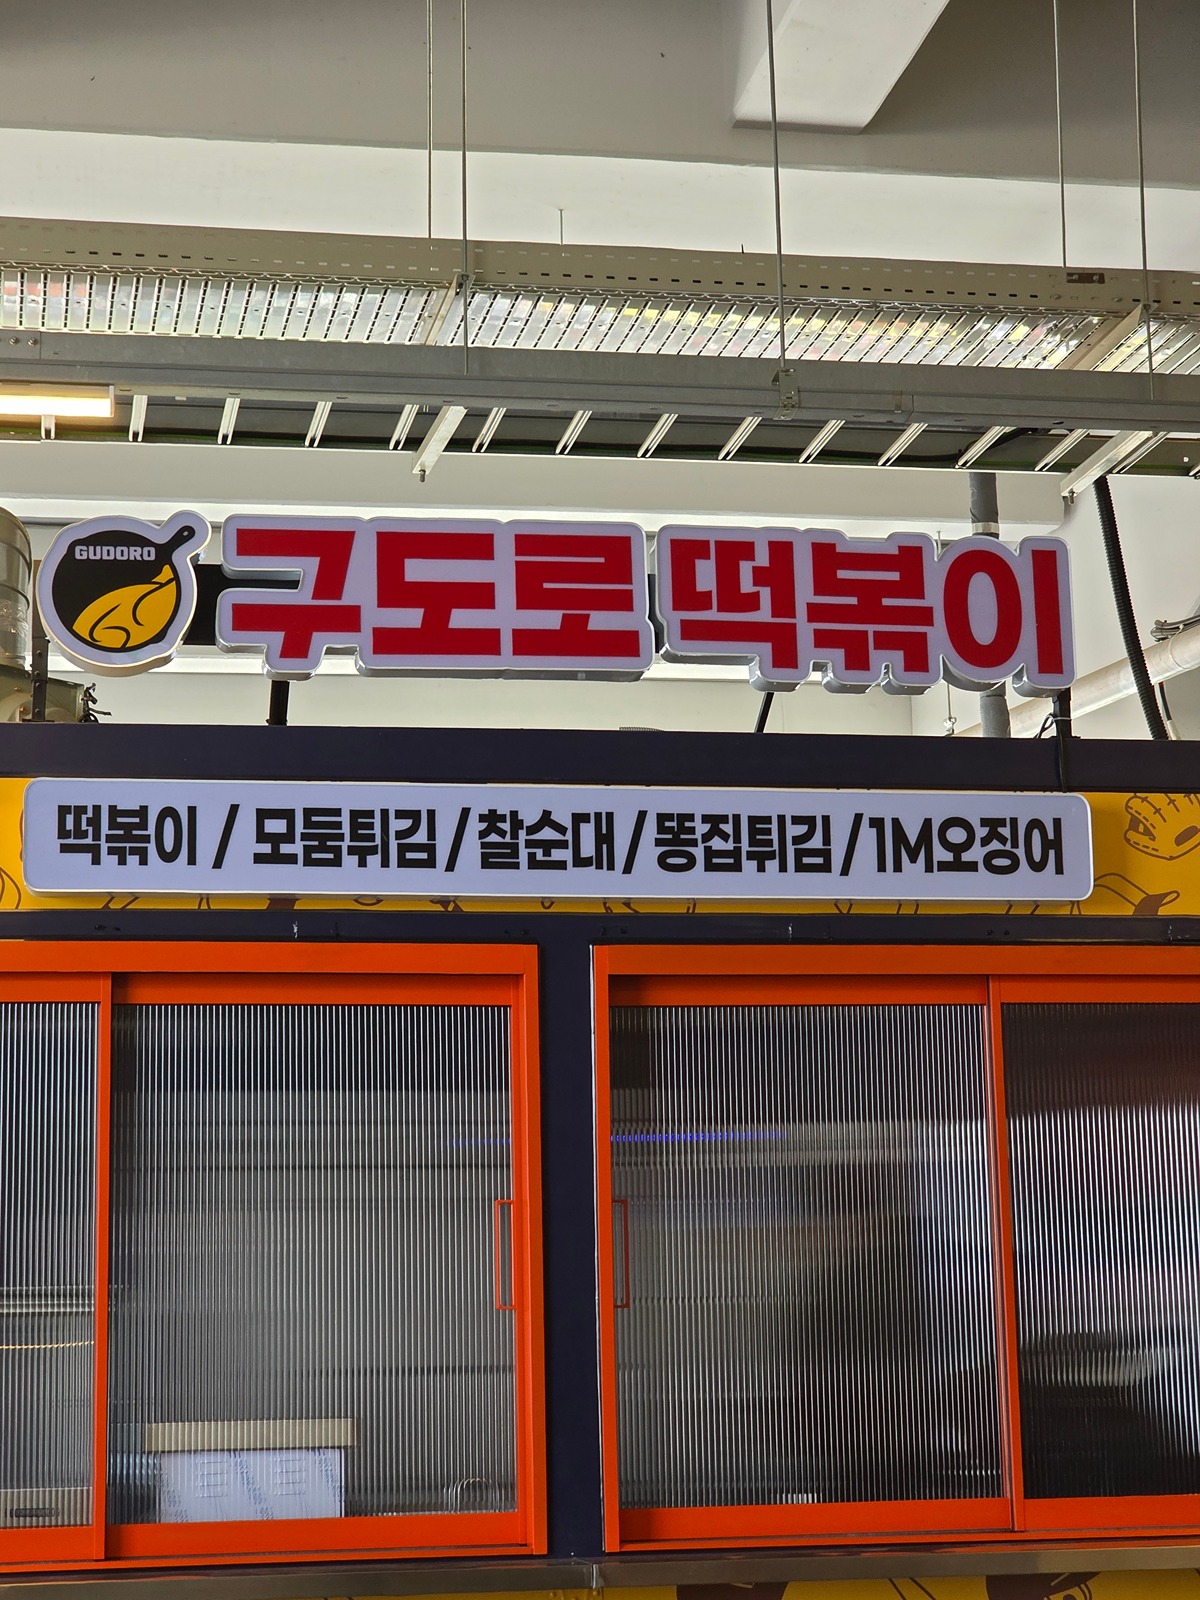 GUDORO
구도로 떡볶이
떡볶이 / 모둠튀김 / 찰순대 / 똥집튀김 / 1M오징어